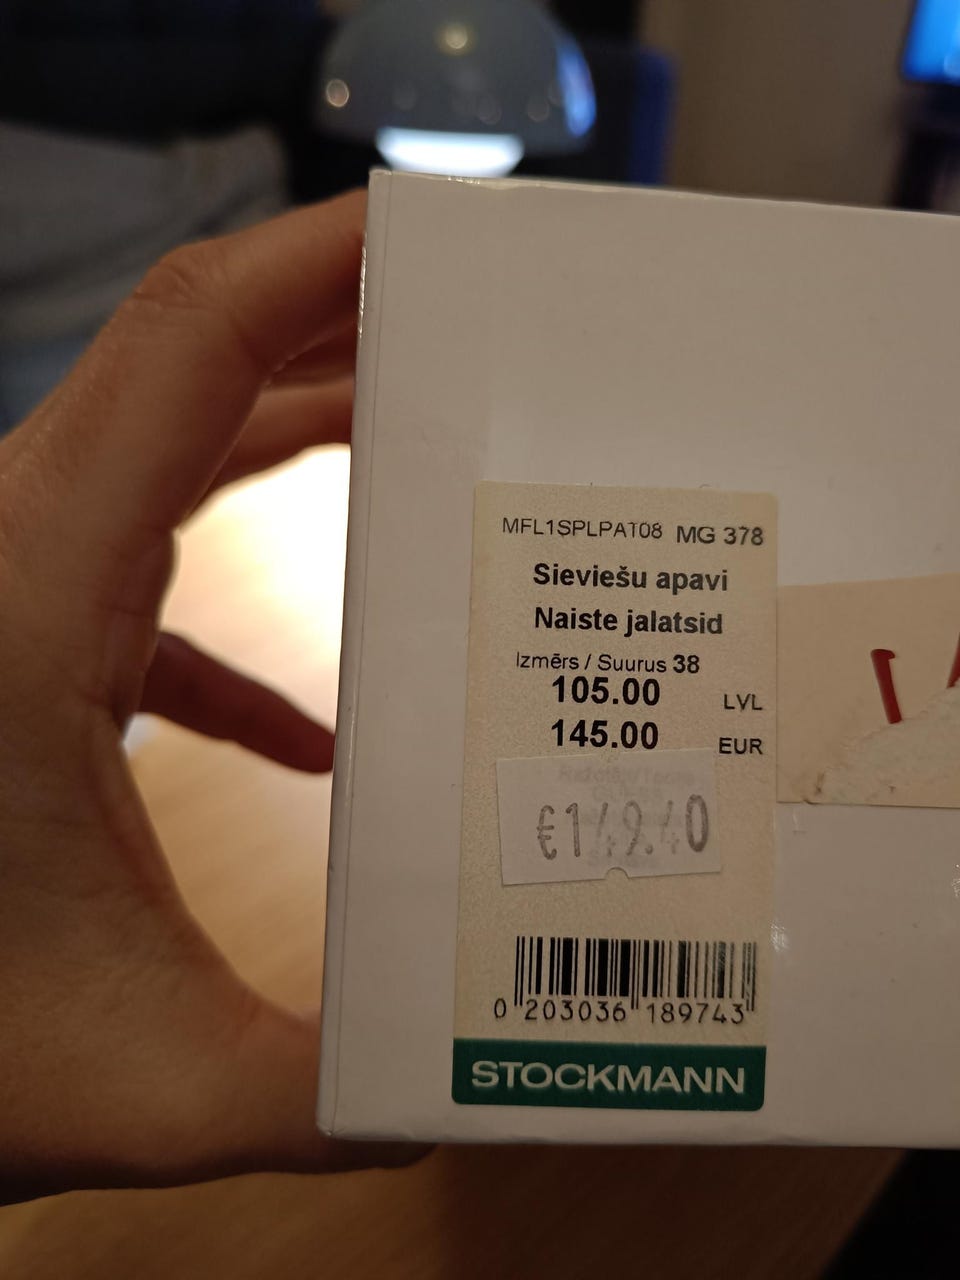 MFL1SPLPAT08 MG 378
Sieviešu apavi
Naiste jalatsid
Izmērs / Suurus 38
105.00 LVL
145.00 EUR
€149.40
0 203036 189743
STOCKMANN